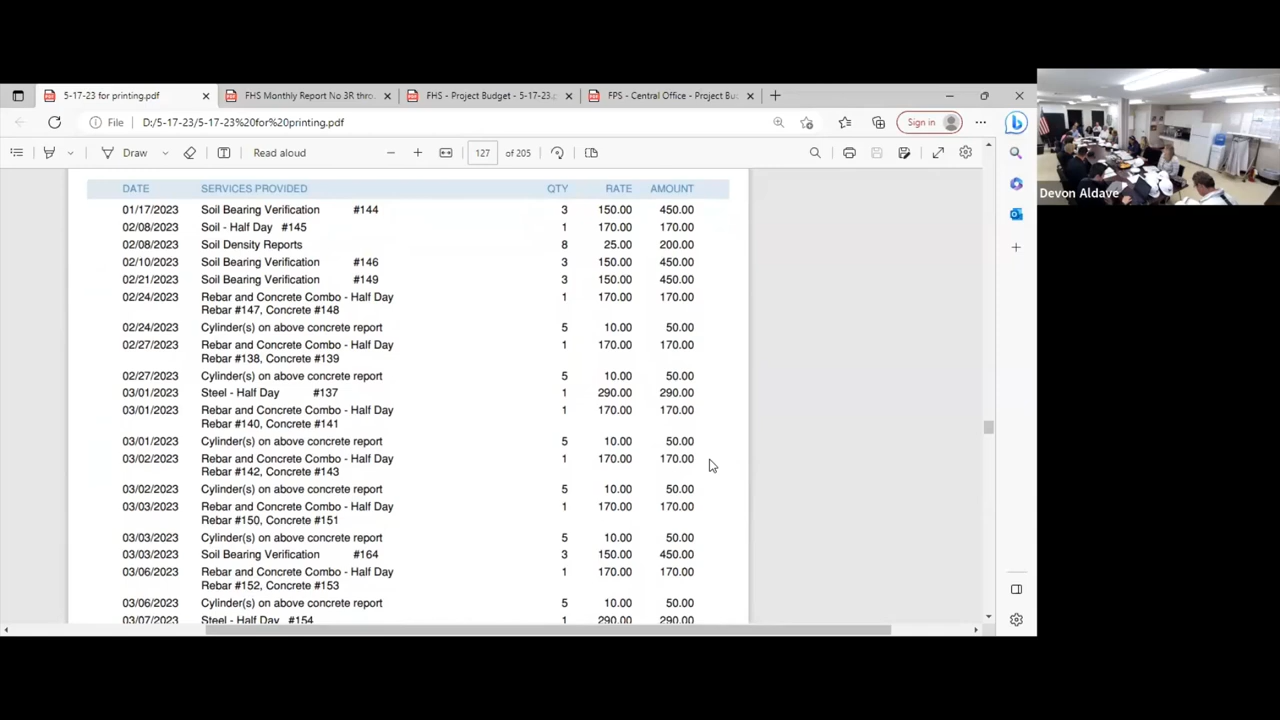 5-17-23 for printing.pdf
FHS Monthly Report No 3R thro
FHS - Project Budget - 5-17-23.
FPS - Central Office - Project Bu
File D:/5-17-23/5-17-23%20for%20printing.pdf
Sign in
Draw
Read aloud
127 of 205
DATE SERVICES PROVIDED QTY RATE AMOUNT
01/17/2023 Soil Bearing Verification #144 3 150.00 450.00
02/08/2023 Soil - Half Day #145 1 170.00 170.00
02/08/2023 Soil Density Reports 8 25.00 200.00
02/10/2023 Soil Bearing Verification #146 3 150.00 450.00
02/21/2023 Soil Bearing Verification #149 3 150.00 450.00
02/24/2023 Rebar and Concrete Combo - Half Day 1 170.00 170.00
Rebar #147, Concrete #148
02/24/2023 Cylinder(s) on above concrete report 5 10.00 50.00
02/27/2023 Rebar and Concrete Combo - Half Day 1 170.00 170.00
Rebar #138, Concrete #139
02/27/2023 Cylinder(s) on above concrete report 5 10.00 50.00
03/01/2023 Steel - Half Day #137 1 290.00 290.00
03/01/2023 Rebar and Concrete Combo - Half Day 1 170.00 170.00
Rebar #140, Concrete #141
03/01/2023 Cylinder(s) on above concrete report 5 10.00 50.00
03/02/2023 Rebar and Concrete Combo - Half Day 1 170.00 170.00
Rebar #142, Concrete #143
03/02/2023 Cylinder(s) on above concrete report 5 10.00 50.00
03/03/2023 Rebar and Concrete Combo - Half Day 1 170.00 170.00
Rebar #150, Concrete #151
03/03/2023 Cylinder(s) on above concrete report 5 10.00 50.00
03/03/2023 Soil Bearing Verification #164 3 150.00 450.00
03/06/2023 Rebar and Concrete Combo - Half Day 1 170.00 170.00
Rebar #152, Concrete #153
03/06/2023 Cylinder(s) on above concrete report 5 10.00 50.00
03/07/2023 Steel - Half Day #154 1 290.00 290.00
Devon Aldave